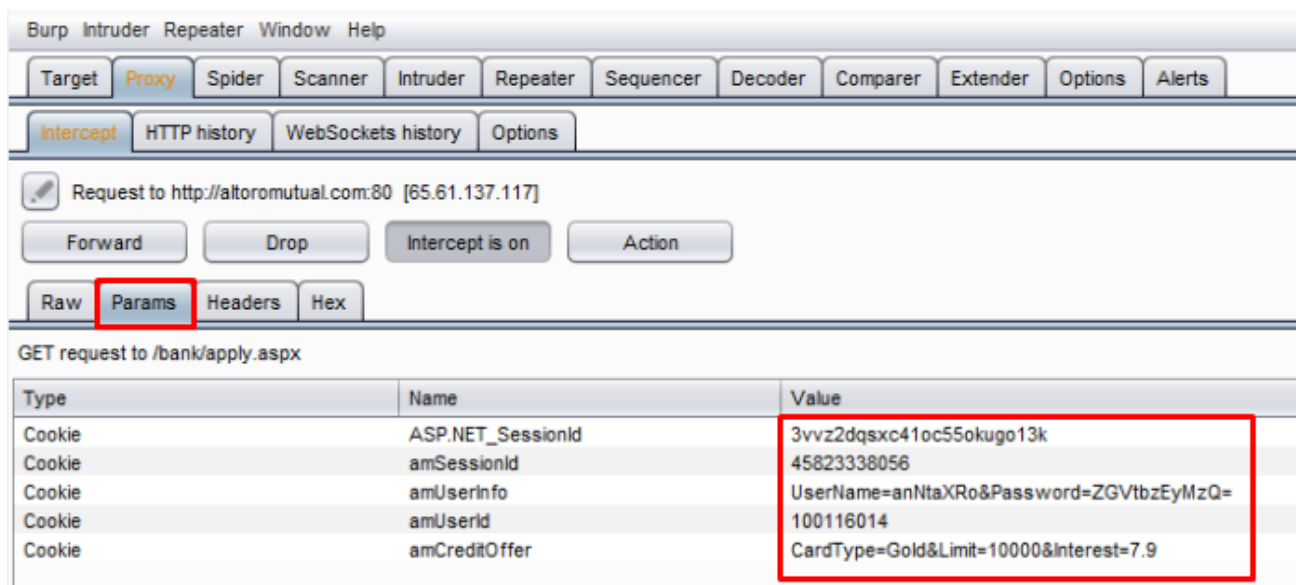 Burp Intruder Repeater Window Help
Target Proxy Spider Scanner Intruder Repeater Sequencer Decoder Comparer Extender Options Alerts
Intercept HTTP history WebSockets history Options
Request to http://altoromutual.com:80 [65.61.137.117]
Forward Drop Intercept is on Action
Raw Params Headers Hex
GET request to /bank/apply.aspx
Type Name Value
Cookie ASP.NET_SessionId 3vvz2dqsxc41oc55okugo13k
Cookie amSessionId 45823338056
Cookie amUserInfo UserName=anNtaXRo&Password=ZGVtbzEyMzQ=
Cookie amUserId 100116014
Cookie amCreditOffer CardType=Gold&Limit=10000&Interest=7.9